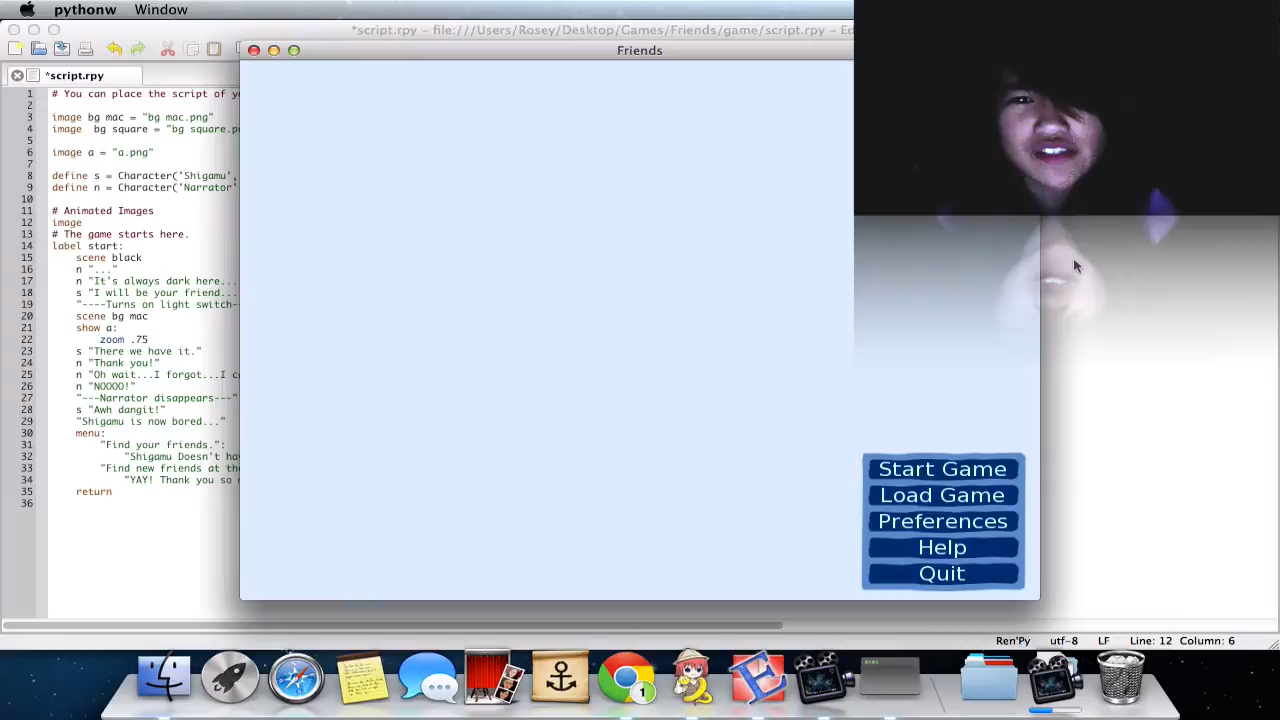 pythonw Window
*script.rpy - file:///Users/Rosey/Desktop/Games/Friends/game/script.rpy -
Friends
*script.rpy
1 # You can place the script of
2
3 image bg mac = "bg mac.png"
4 image bg square = "bg
5
6 image a = "a.png"
7
8 define s = Character('Shigamu',
9 define n = Character('Narrator'
10
11 # Animated Images
12 image
13 # The game starts here.
14 label start:
15 scene black
16 n "..."
17 n "It's always dark here...
18 s "I will be your friend...
19 "----Turns on light switch-
20 scene bg mac
21 show a:
22 zoom .75
23 s "There we have it."
24 n "Thank you!"
25 n "Oh wait...I forgot...I
26 n "NOOOO!"
27 "---Narrator disappears---"
28 s "Awh dangit!"
29 "Shigamu is now bored..."
30 menu:
31 "Find your friends.":
32 "Shigamu Doesn't
33 "Find new friends at
34 "YAY! Thank you so
35 return
36
Start Game
Load Game
Preferences
Help
Quit
Ren'Py utf-8 LF Line: 12 Column: 6
1